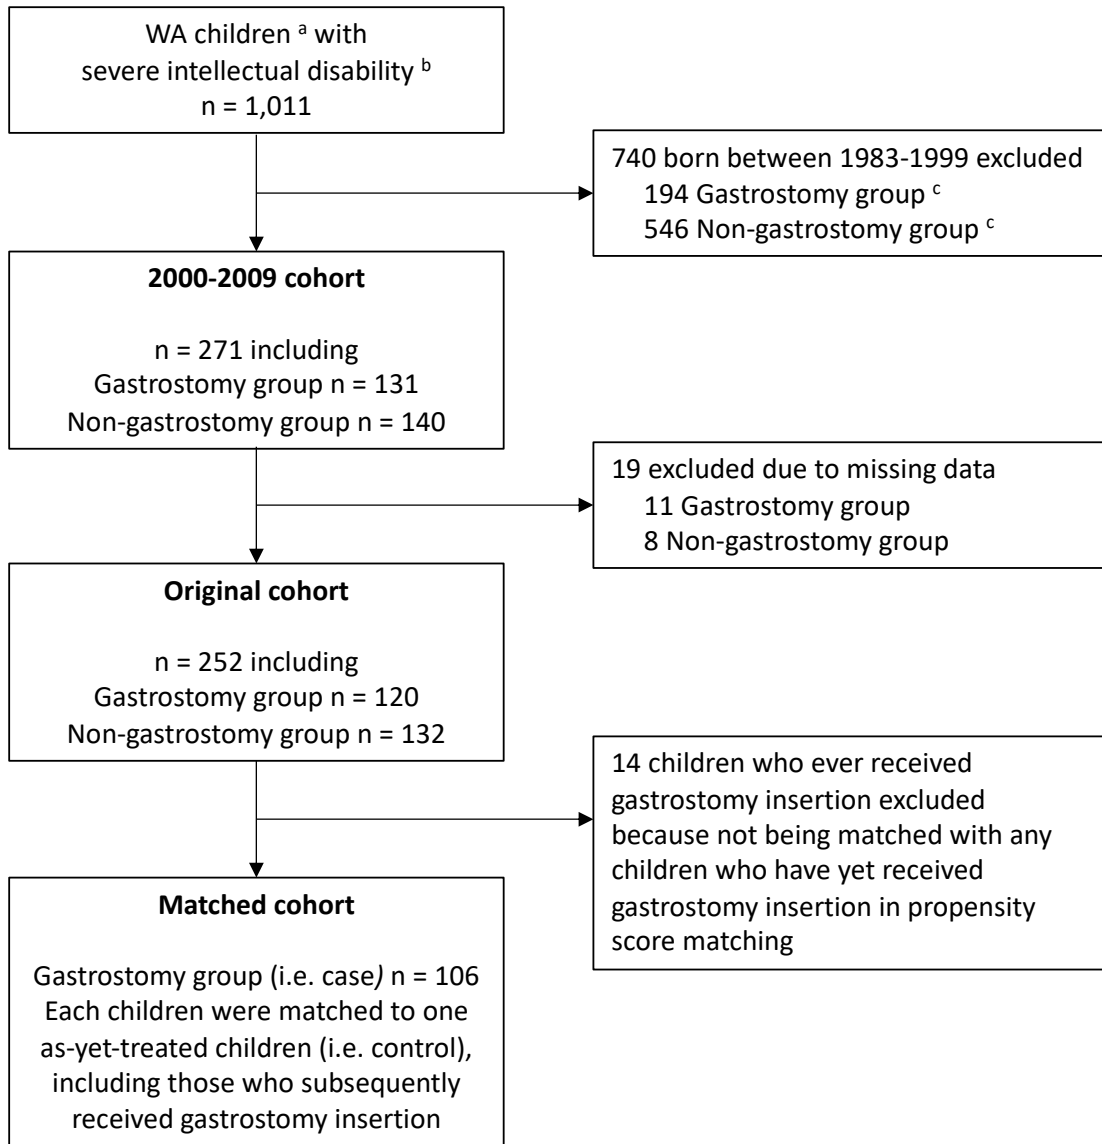 WA children a with
severe intellectual disability b
n = 1,011
740 born between 1983-1999 excluded
194 Gastrostomy group c
546 Non-gastrostomy group c
2000-2009 cohort
n = 271 including
Gastrostomy group n = 131
Non-gastrostomy group n = 140
19 excluded due to missing data
11 Gastrostomy group
8 Non-gastrostomy group
Original cohort
n = 252 including
Gastrostomy group n = 120
Non-gastrostomy group n = 132
14 children who ever received
gastrostomy insertion excluded
because not being matched with any
children who have yet received
gastrostomy insertion in propensity
score matching
Matched cohort
Gastrostomy group (i.e. case) n = 106
Each children were matched to one
as-yet-treated children (i.e. control),
including those who subsequently
received gastrostomy insertion